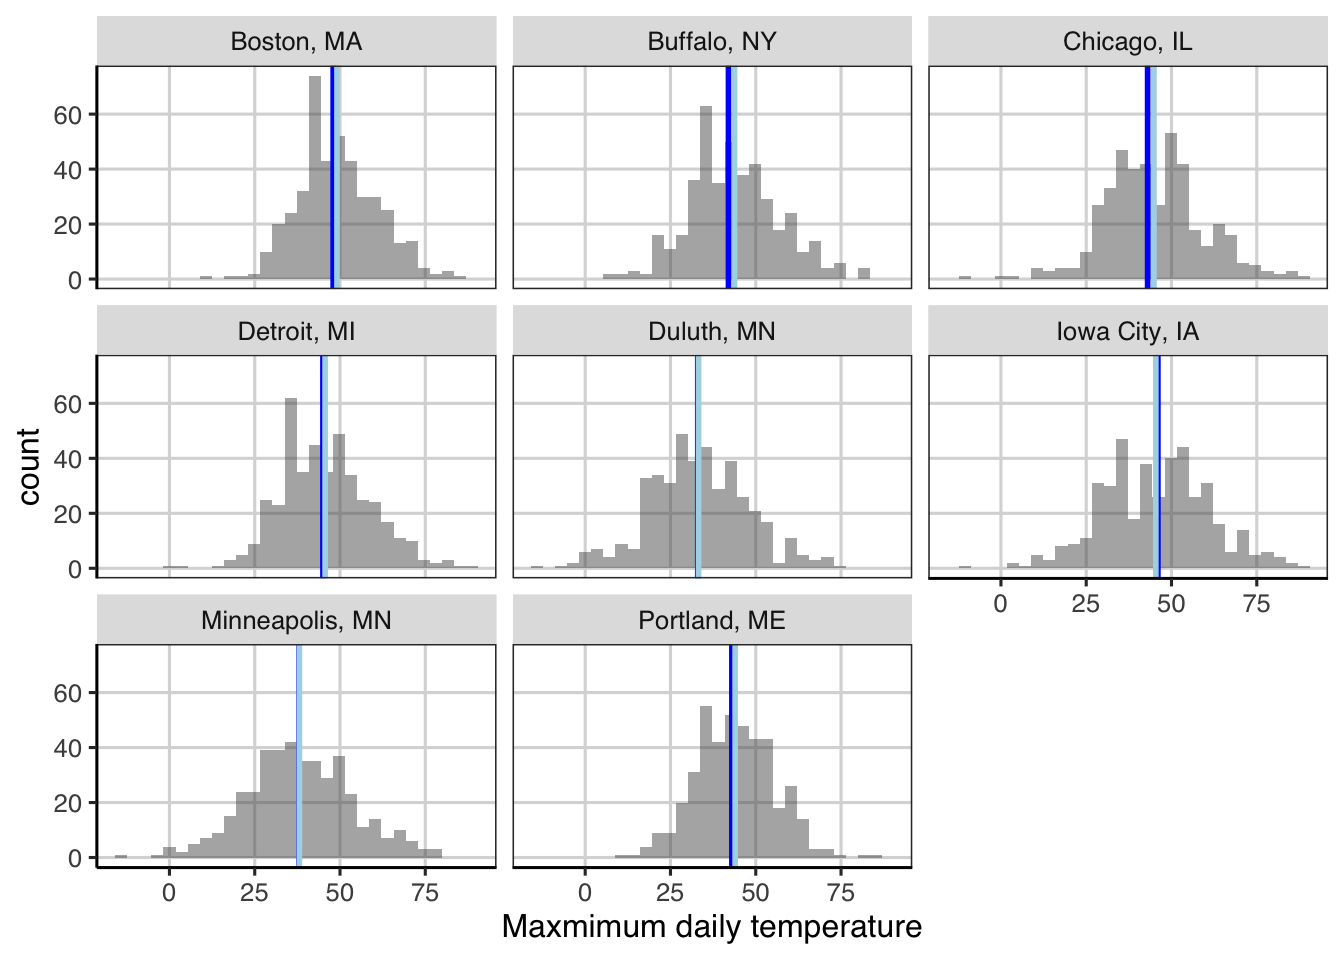 Boston, MA
Buffalo, NY
Chicago, IL
60
40
20
0
Detroit, MI
Duluth, MN
Iowa City, IA
60
40
20
0
0 25 50 75
Minneapolis, MN
Portland, ME
60
40
20
0
0 25 50 75
0 25 50 75
count
Maxmimum daily temperature